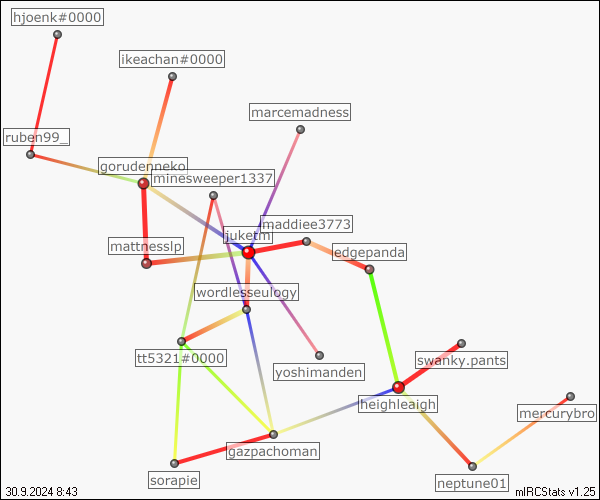 hjoenk#0000
ikeachan#0000
marcemadness
ruben99_
gorudenneko
minesweeper1337
maddiee3773
juketm
mattnesslp
edgepanda
wordlesseulogy
tt5321#0000
yoshimanden
swanky.pants
heighleaigh
mercurybro
gazpachoman
sorapie
neptune01
30.9.2024 8:43
mIRCStats v1.25